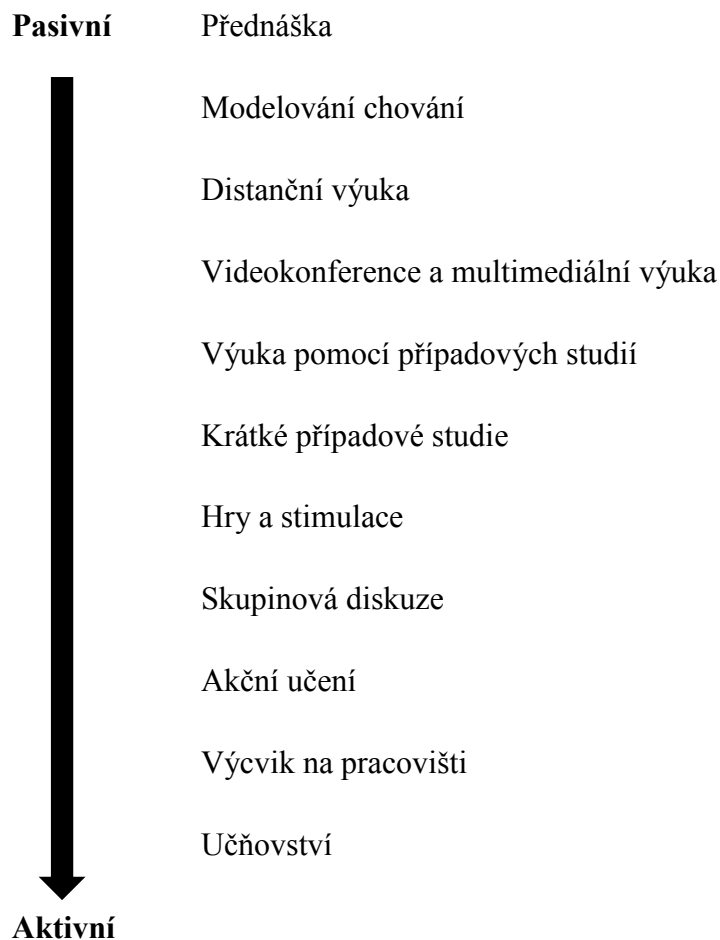 Pasivní Přednáška
Modelování chování
Distanční výuka
Videokonference a multimediální výuka
Výuka pomocí případových studií
Krátké případové studie
Hry a stimulace
Skupinová diskuze
Akční učení
Výcvik na pracovišti
Učňovství
Aktivní